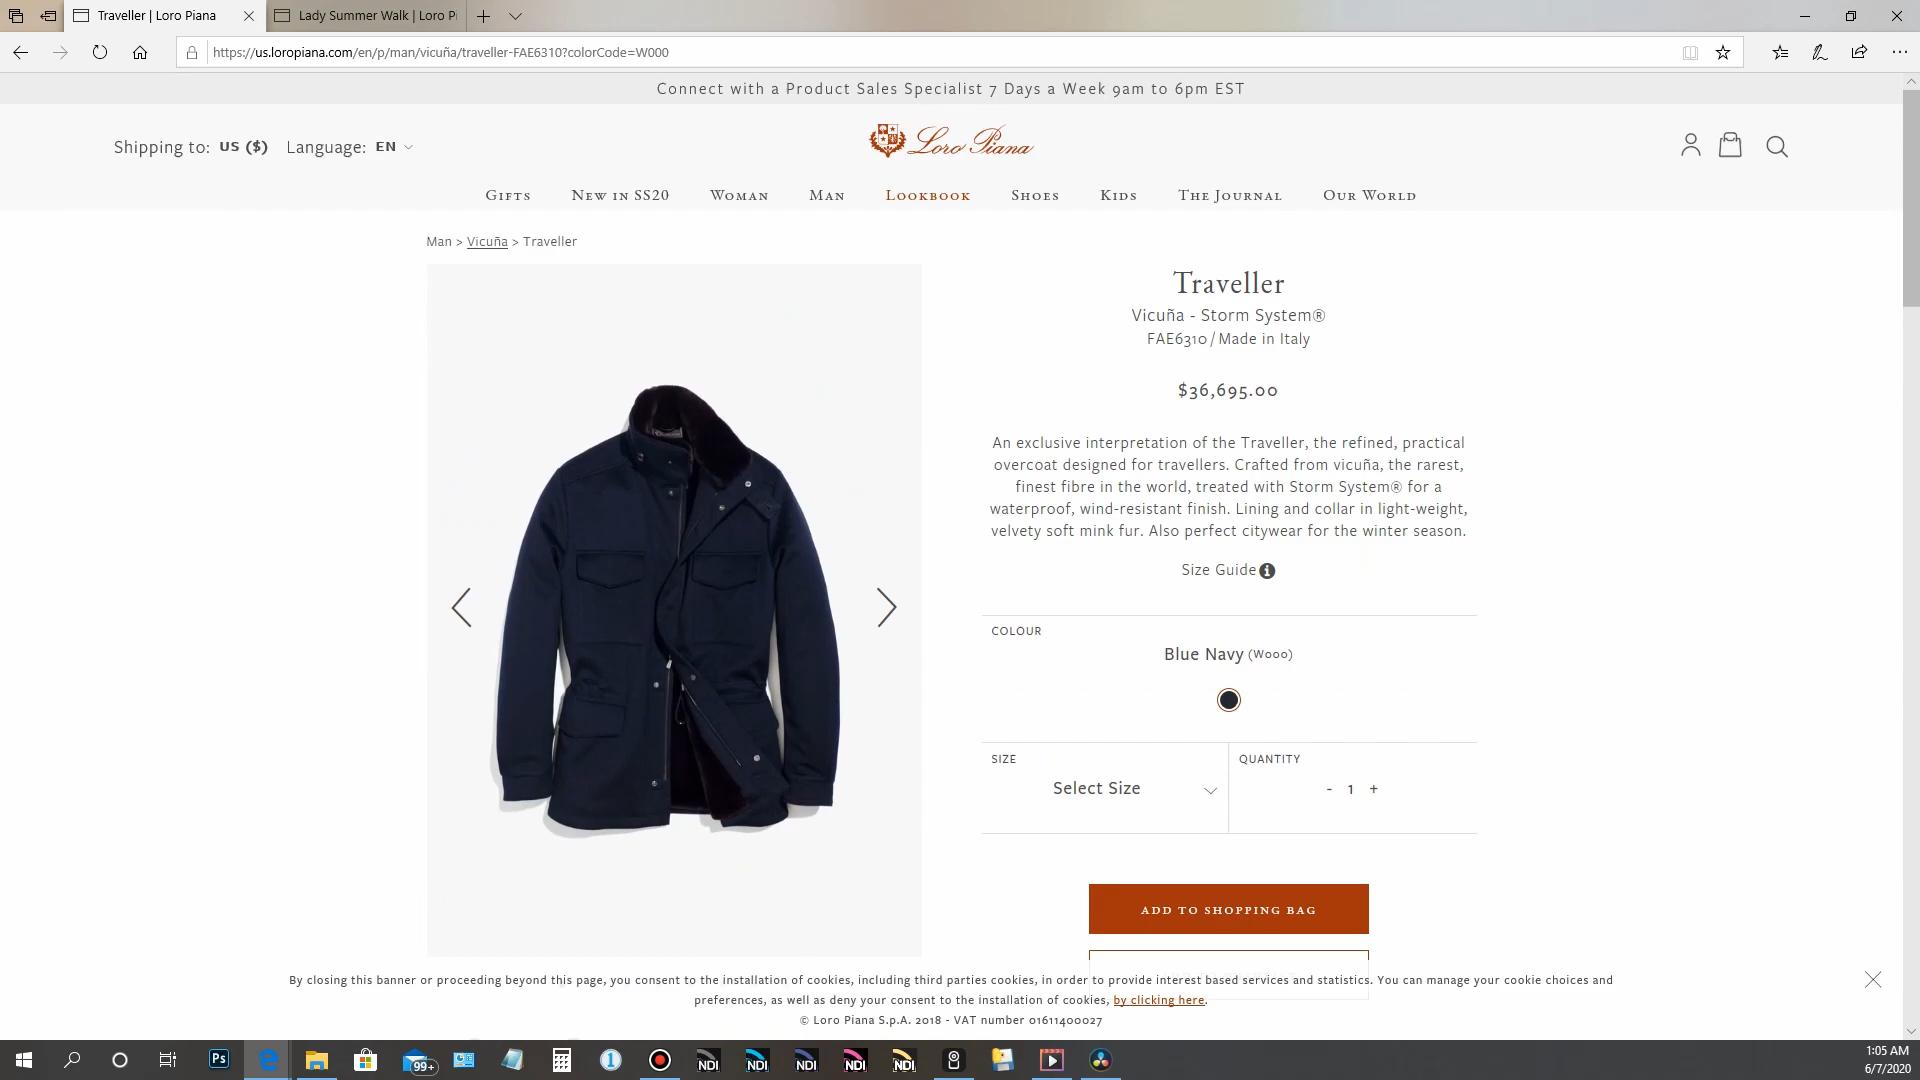 Traveller | Loro Piana
Lady Summer Walk | Loro Pi
https://us.loropiana.com/en/p/man/vicuña/traveller-FAE6310?colorCode=W000
Connect with a Product Sales Specialist 7 Days a Week 9am to 6pm EST
Shipping to: US ($) Language: EN
Loro Piana
Gifts New in SS20 Woman Man Lookbook Shoes Kids The Journal Our World
Man > Vicuña > Traveller
Traveller
Vicuña - Storm System®
FAE6310 / Made in Italy
$36,695.00
An exclusive interpretation of the Traveller, the refined, practical
overcoat designed for travellers. Crafted from vicuña, the rarest,
finest fibre in the world, treated with Storm System® for a
waterproof, wind-resistant finish. Lining and collar in light-weight,
velvety soft mink fur. Also perfect citywear for the winter season.
Size Guide
COLOUR
Blue Navy (W000)
SIZE
Select Size
QUANTITY
- 1 +
ADD TO SHOPPING BAG
By closing this banner or proceeding beyond this page, you consent to the installation of cookies, including third parties cookies, in order to provide interest based services and statistics. You can manage your cookie choices and
preferences, as well as deny your consent to the installation of cookies, by clicking here.
© Loro Piana S.p.A. 2018 - VAT number 01611400027
Ps
99+
NDI NDI NDI NDI NDI
1:05 AM
6/7/2020